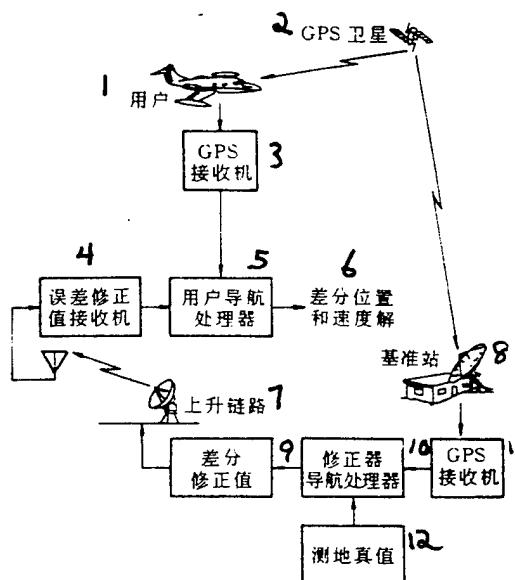 2 GPS 卫星
1
用户
GPS
接收机
3
4
5
6
误差修正
值接收机
用户导航
处理器
差分位置
和速度解
基准站
8
上升链路
7
差分
修正值
9
修正器
导航处理器
10
GPS
接收机
测地真值
12